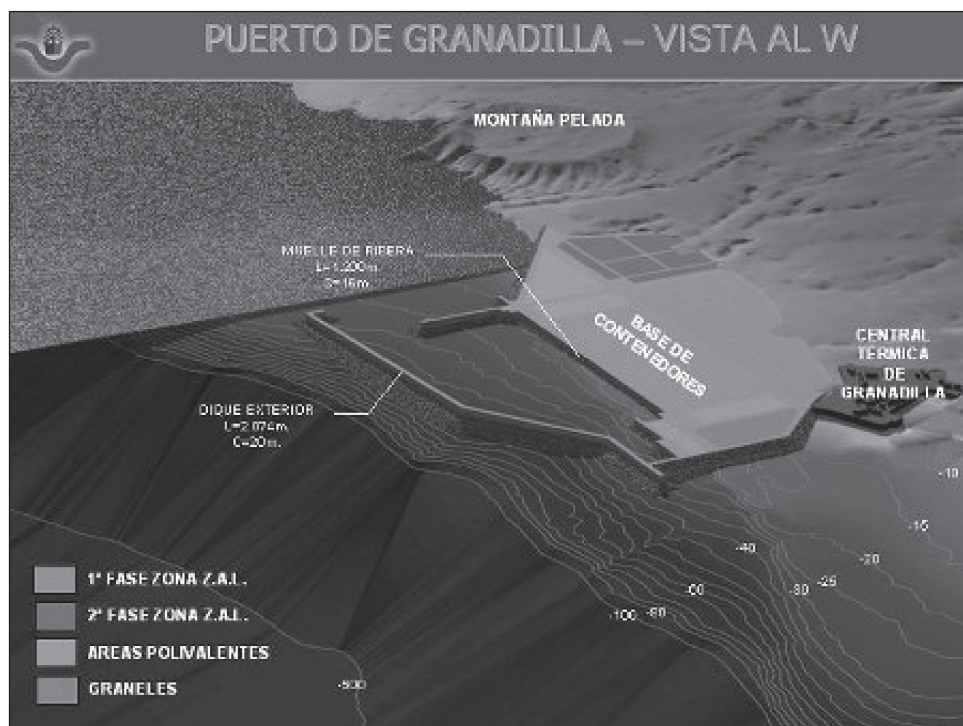 PUERTO DE GRANADILLA – VISTA AL W
MONTAÑA PELADA
MUELLE DE RIBERA
L=1.200m.
C=16m.
BASE DE
CONTENEDORES
CENTRAL
TERMICA
DE
GRANADILLA
DIQUE EXTERIOR
L=2.074m.
C=20m.
-10
-15
-20
-25
-30
-40
-60
-80
-100
-500
1ª FASE ZONA Z.A.L.
2ª FASE ZONA Z.A.L.
AREAS POLIVALENTES
GRANELES